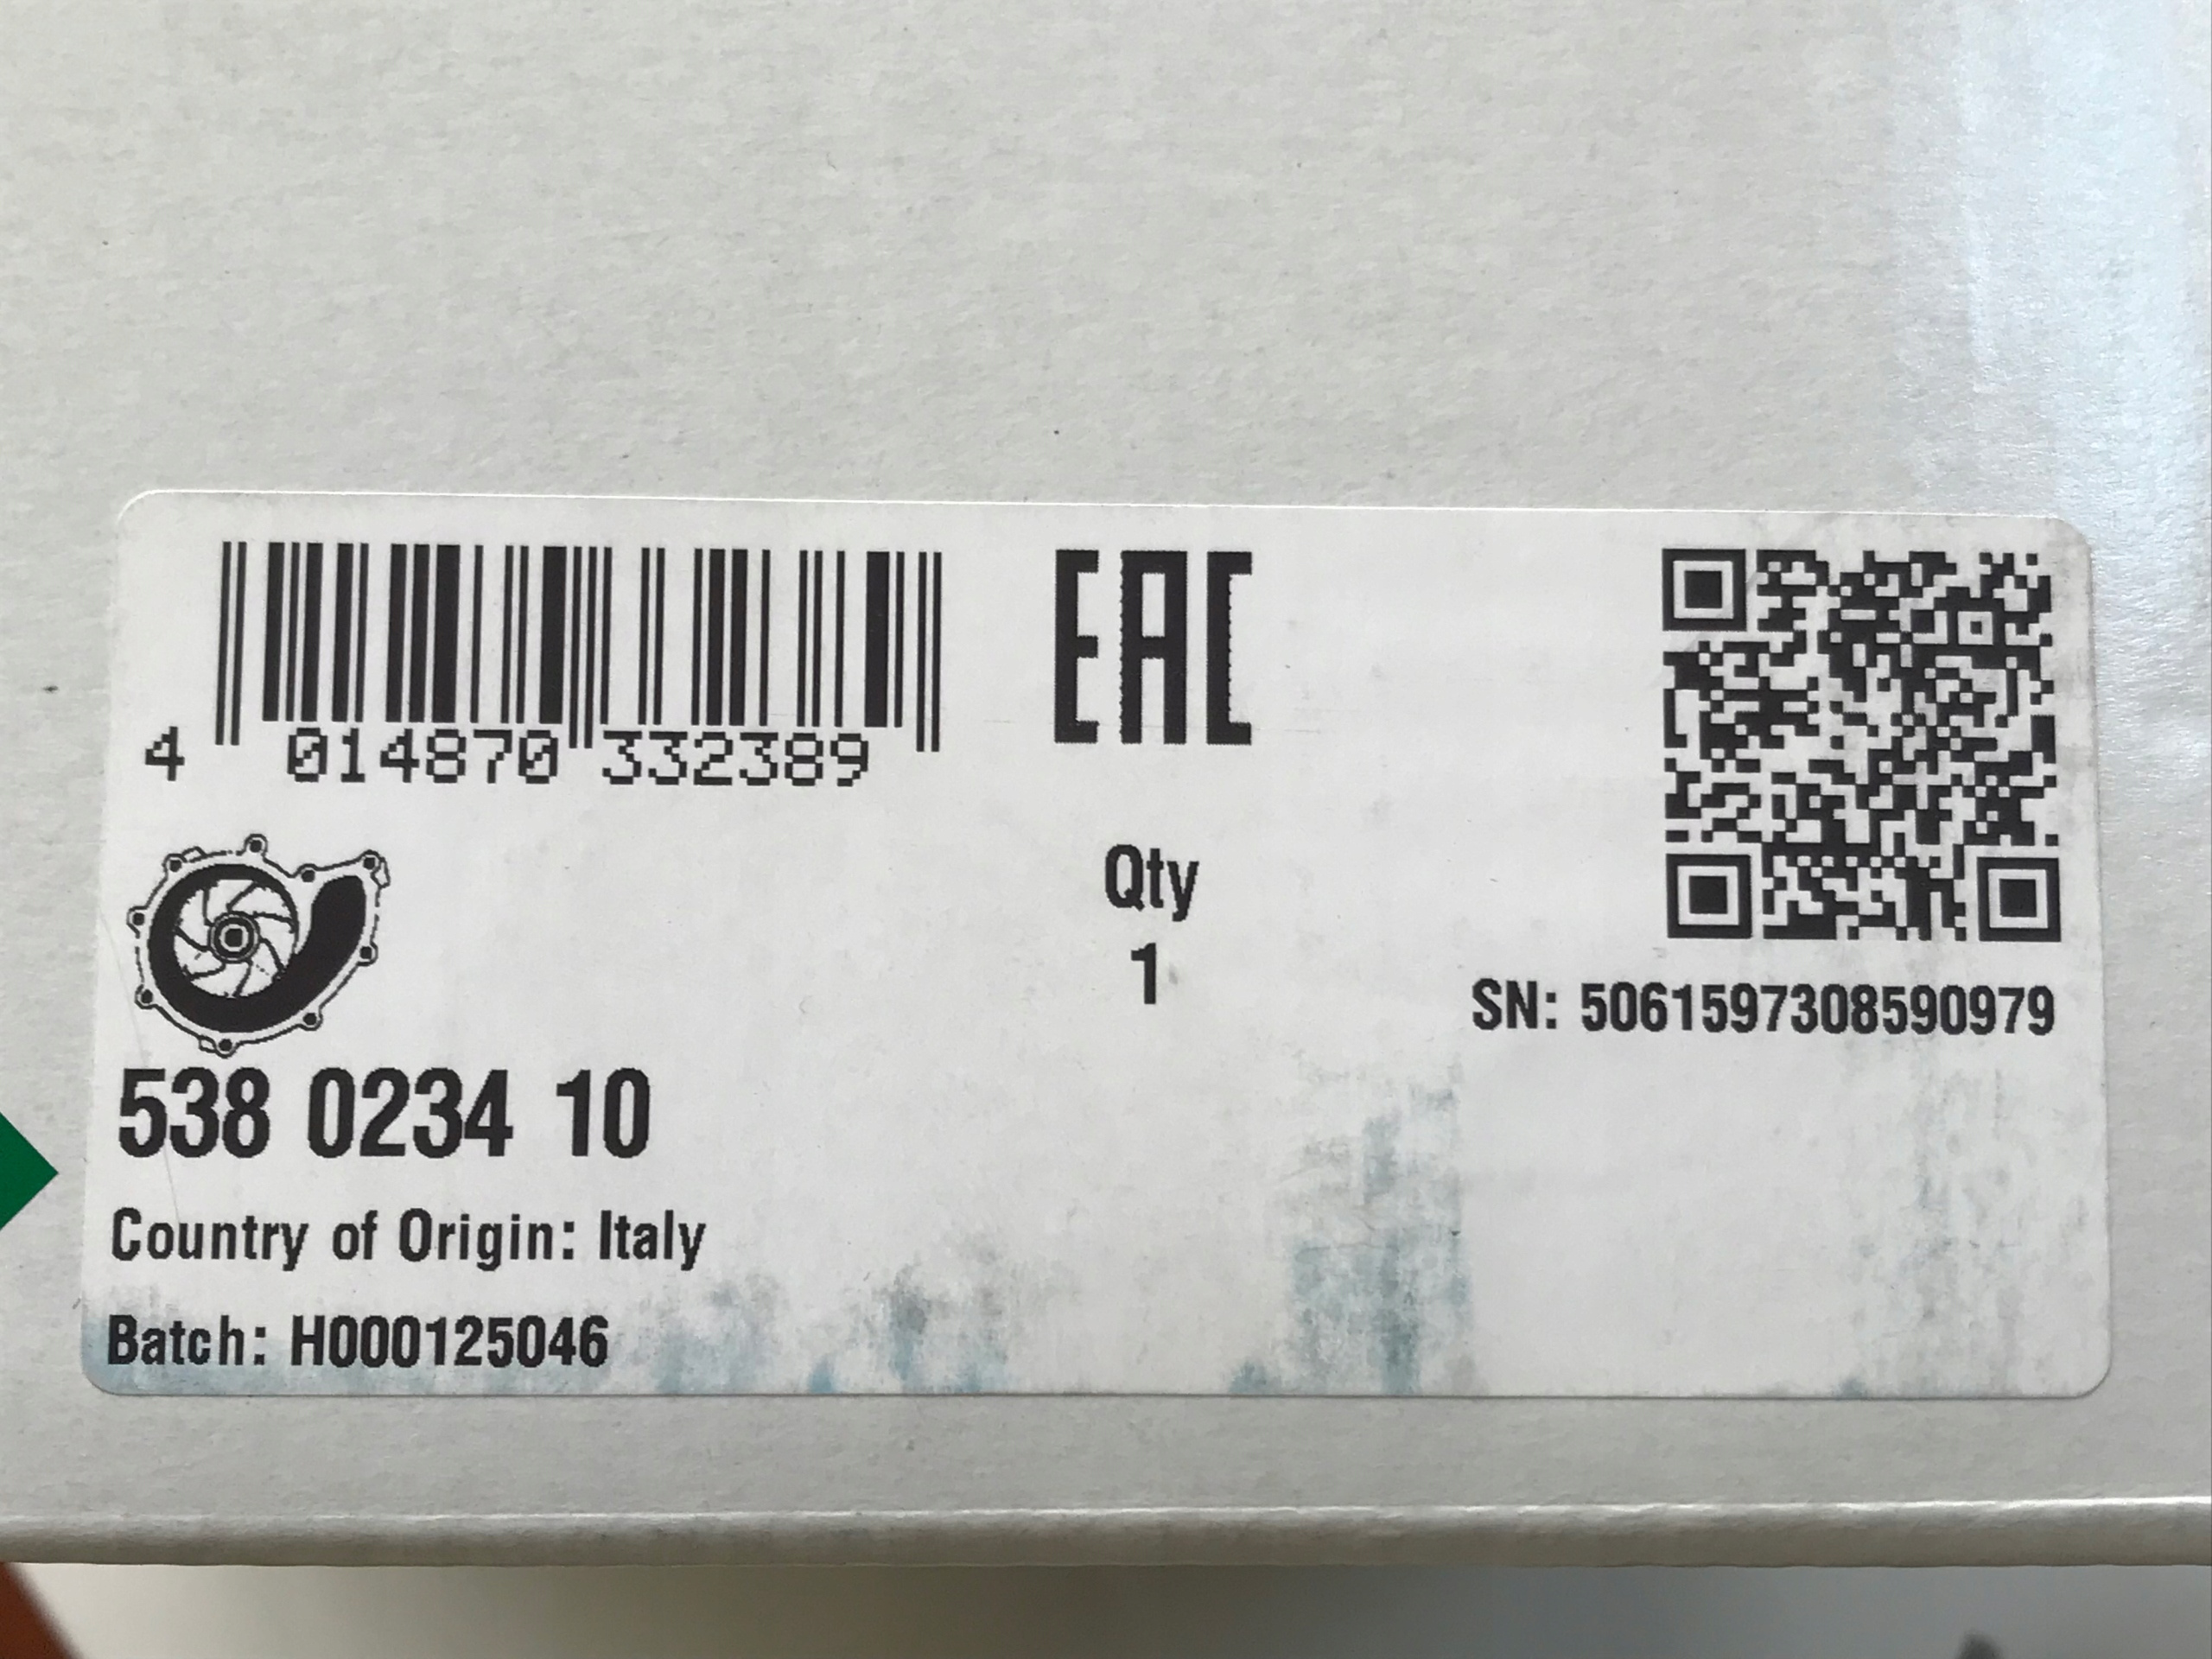 4 014870 332389
EAC
Qty
1
SN: 5061597308590979
538 0234 10
Country of Origin: Italy
Batch: H000125046